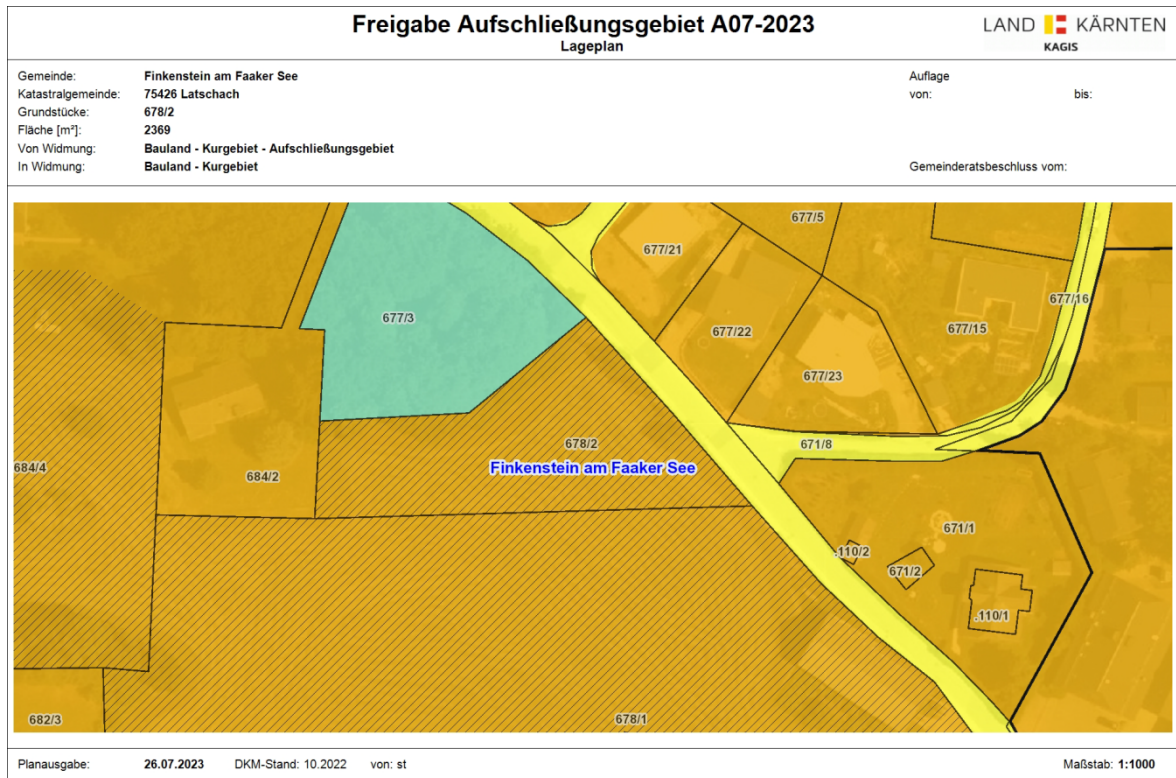 Freigabe Aufschließungsgebiet A07-2023
Lageplan
LAND KÄRNTEN
KAGIS
Gemeinde: Finkenstein am Faaker See
Katastralgemeinde: 75426 Latschach
Grundstücke: 678/2
Fläche [m²]: 2369
Von Widmung: Bauland - Kurgebiet - Aufschließungsgebiet
In Widmung: Bauland - Kurgebiet
Auflage
von: bis:
Gemeinderatsbeschluss vom:
677/5
677/21
677/16
677/3
677/22
677/15
677/23
678/2
671/8
Finkenstein am Faaker See
684/4
684/2
671/1
.110/2
671/2
.110/1
682/3
678/1
Planausgabe: 26.07.2023 DKM-Stand: 10.2022 von: st Maßstab: 1:1000